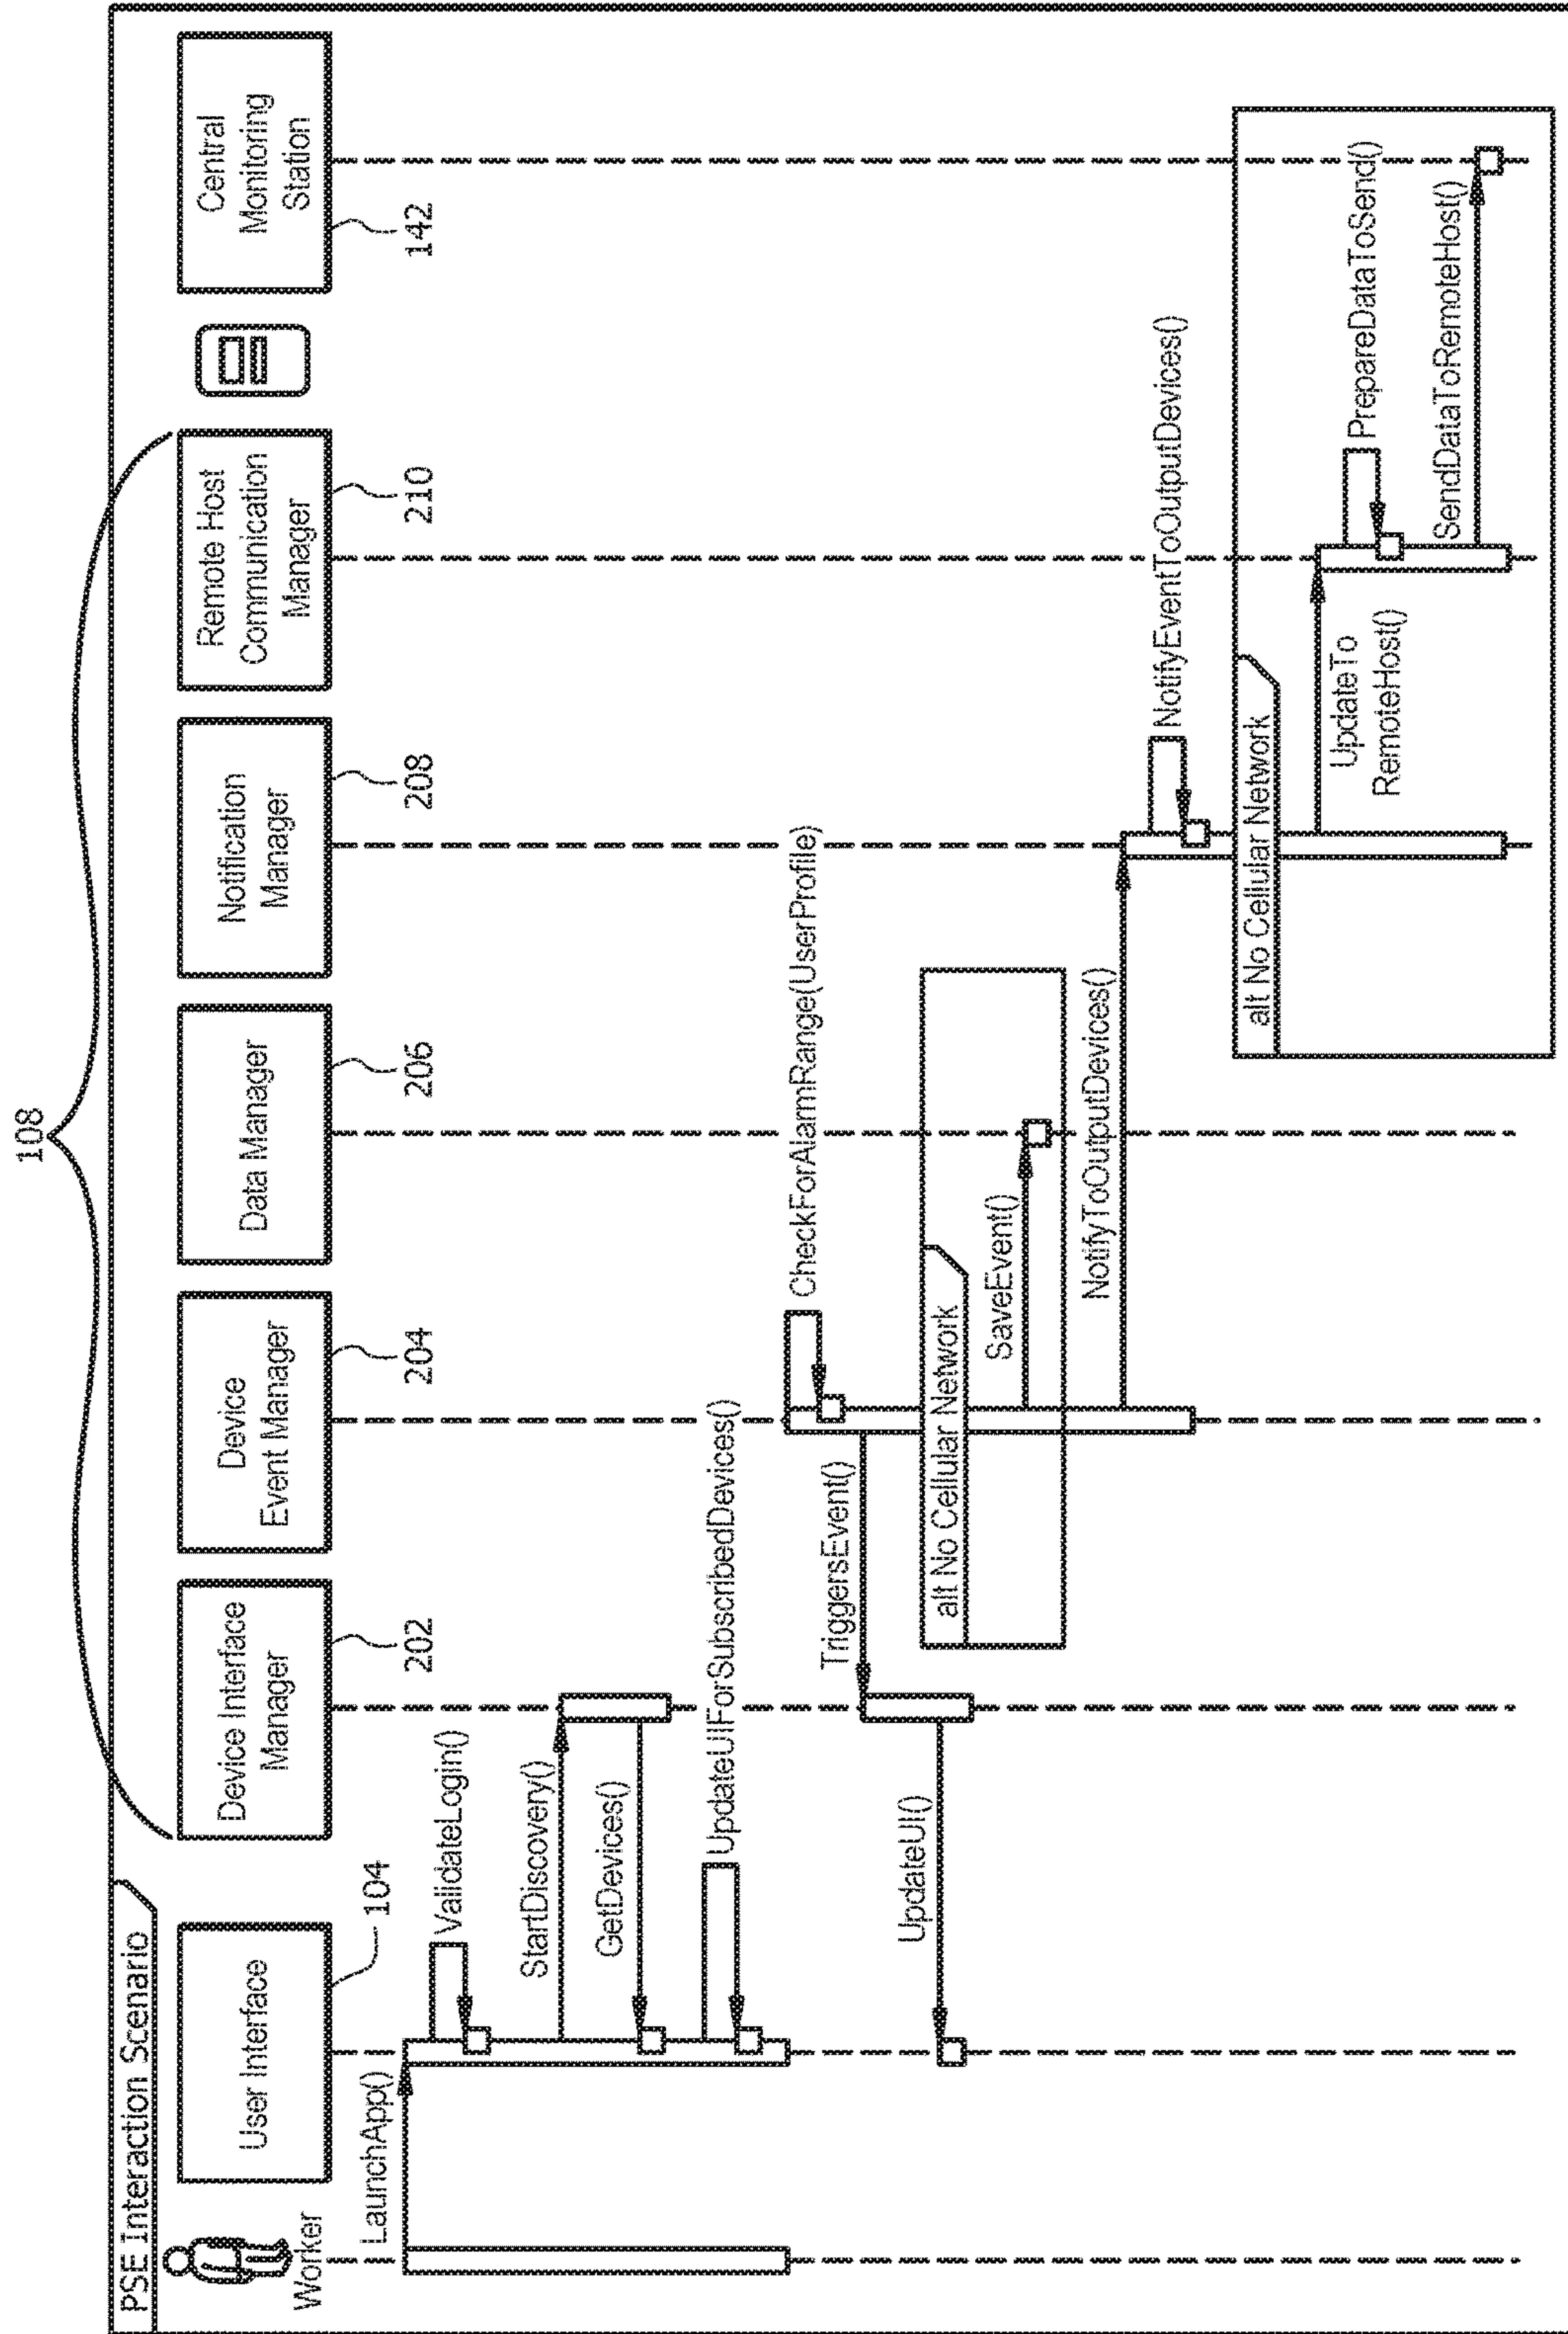 108
PSE Interaction Scenario
Worker
User Interface
104
Device Interface
Manager
202
Device
Event Manager
204
Data Manager
206
Notification
Manager
208
Remote Host
Communication
Manager
210
Central
Monitoring
Station
142
LaunchApp()
ValidateLogin()
StartDiscovery()
GetDevices()
UpdateUIForSubscribedDevices()
CheckForAlarmRange(UserProfile)
TriggersEvent()
UpdateUI()
alt No Cellular Network
SaveEvent()
NotifyToOutputDevices()
NotifyEventToOutputDevices()
alt No Cellular Network
UpdateTo
RemoteHost()
PrepareDataToSend()
SendDataToRemoteHost()